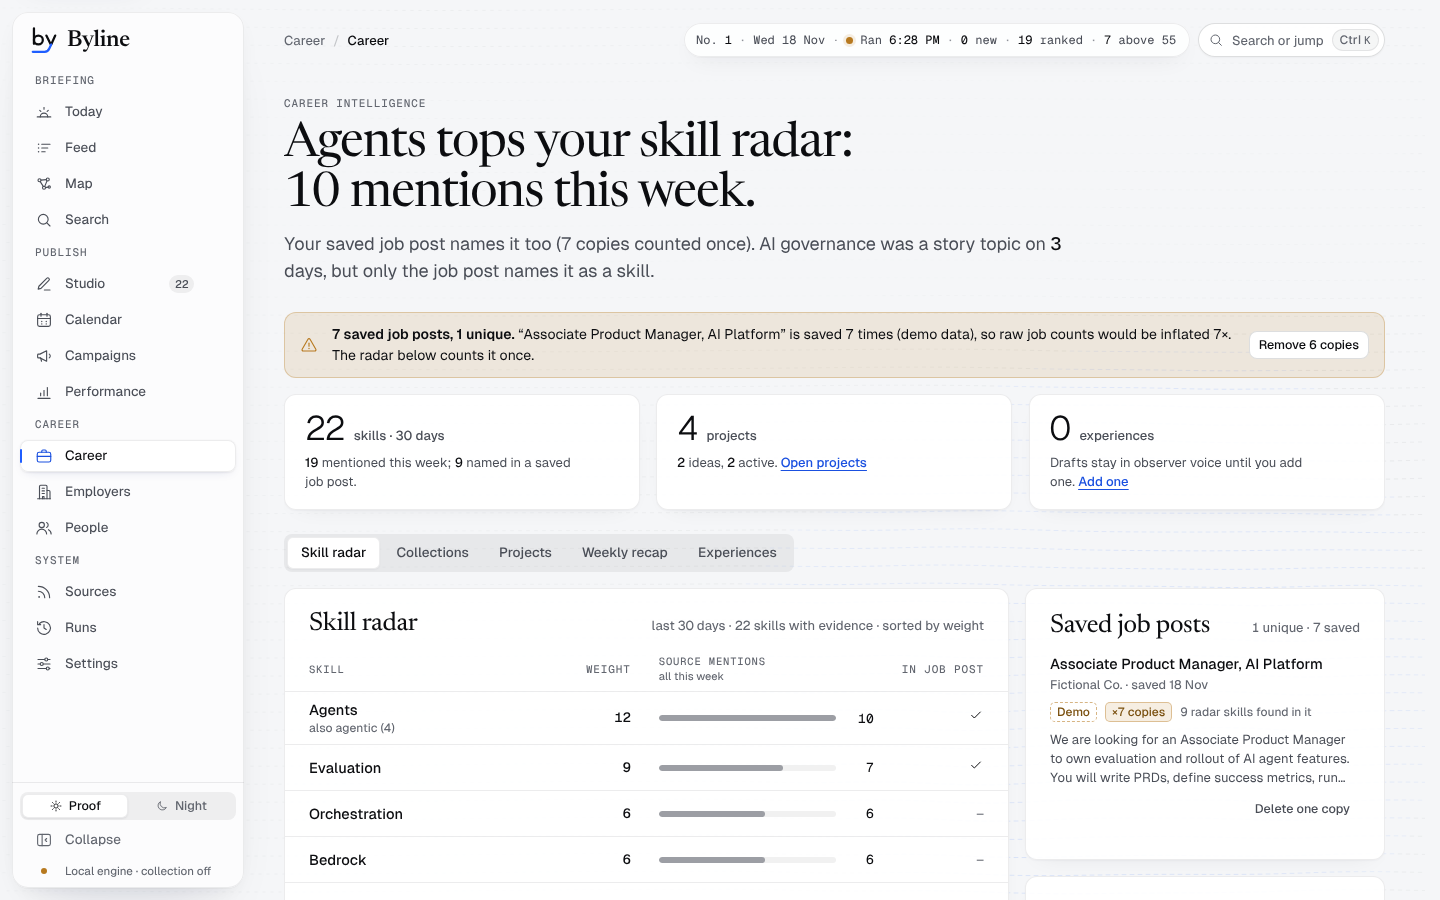 by Byline
BRIEFING
Today
Feed
Map
Search
PUBLISH
Studio 22
Calendar
Campaigns
Performance
CAREER
Career
Employers
People
SYSTEM
Sources
Runs
Settings
Proof Night
Collapse
Local engine · collection off
Career / Career
No. 1 · Wed 18 Nov · Ran 6:28 PM · 0 new · 19 ranked · 7 above 55
Search or jump Ctrl K
CAREER INTELLIGENCE
Agents tops your skill radar:
10 mentions this week.
Your saved job post names it too (7 copies counted once). AI governance was a story topic on 3
days, but only the job post names it as a skill.
7 saved job posts, 1 unique. “Associate Product Manager, AI Platform” is saved 7 times (demo data), so raw job counts would be inflated 7×.
The radar below counts it once.
Remove 6 copies
22 skills · 30 days
19 mentioned this week; 9 named in a saved
job post.
4 projects
2 ideas, 2 active. Open projects
0 experiences
Drafts stay in observer voice until you add
one. Add one
Skill radar Collections Projects Weekly recap Experiences
Skill radar
last 30 days · 22 skills with evidence · sorted by weight
SKILL WEIGHT SOURCE MENTIONS IN JOB POST
all this week
Agents 12 10 ✓
also agentic (4)
Evaluation 9 7 ✓
Orchestration 6 6 –
Bedrock 6 6 –
Saved job posts 1 unique · 7 saved
Associate Product Manager, AI Platform
Fictional Co. · saved 18 Nov
Demo ×7 copies 9 radar skills found in it
We are looking for an Associate Product Manager
to own evaluation and rollout of AI agent features.
You will write PRDs, define success metrics, run…
Delete one copy